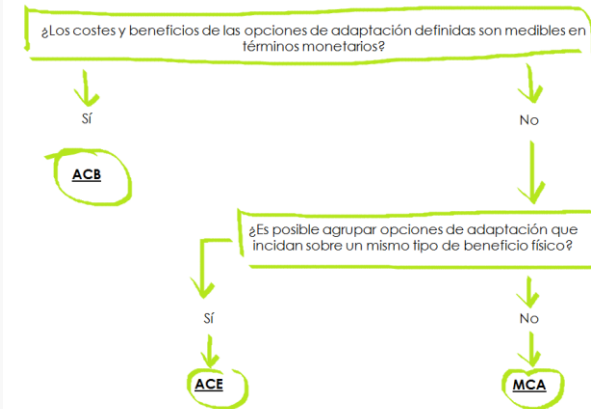 ¿Los costes y beneficios de las opciones de adaptación definidas son medibles en
términos monetarios?
Sí
No
ACB
¿Es posible agrupar opciones de adaptación que
incidan sobre un mismo tipo de beneficio físico?
Sí
No
ACE
MCA